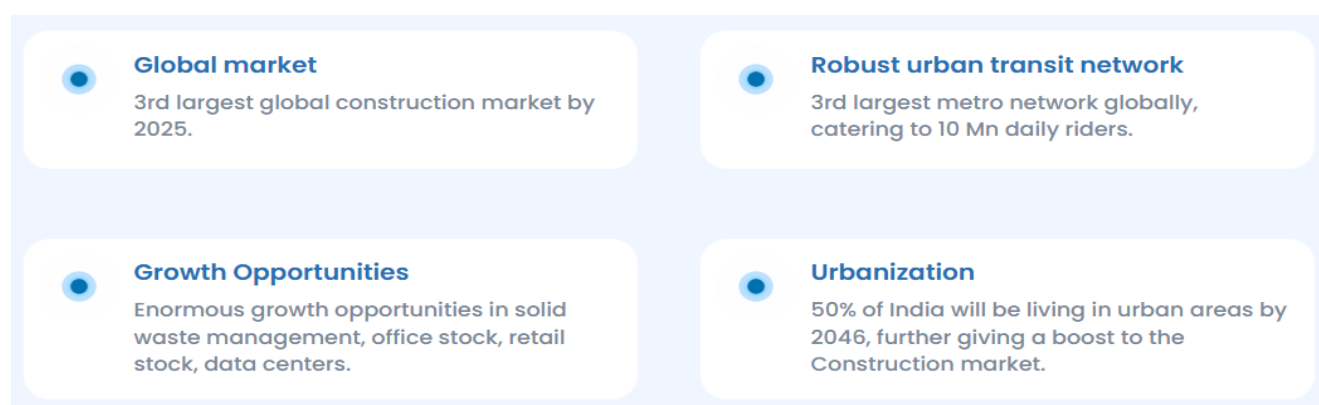 Global market
3rd largest global construction market by
2025.
Robust urban transit network
3rd largest metro network globally,
catering to 10 Mn daily riders.
Growth Opportunities
Enormous growth opportunities in solid
waste management, office stock, retail
stock, data centers.
Urbanization
50% of India will be living in urban areas by
2046, further giving a boost to the
Construction market.